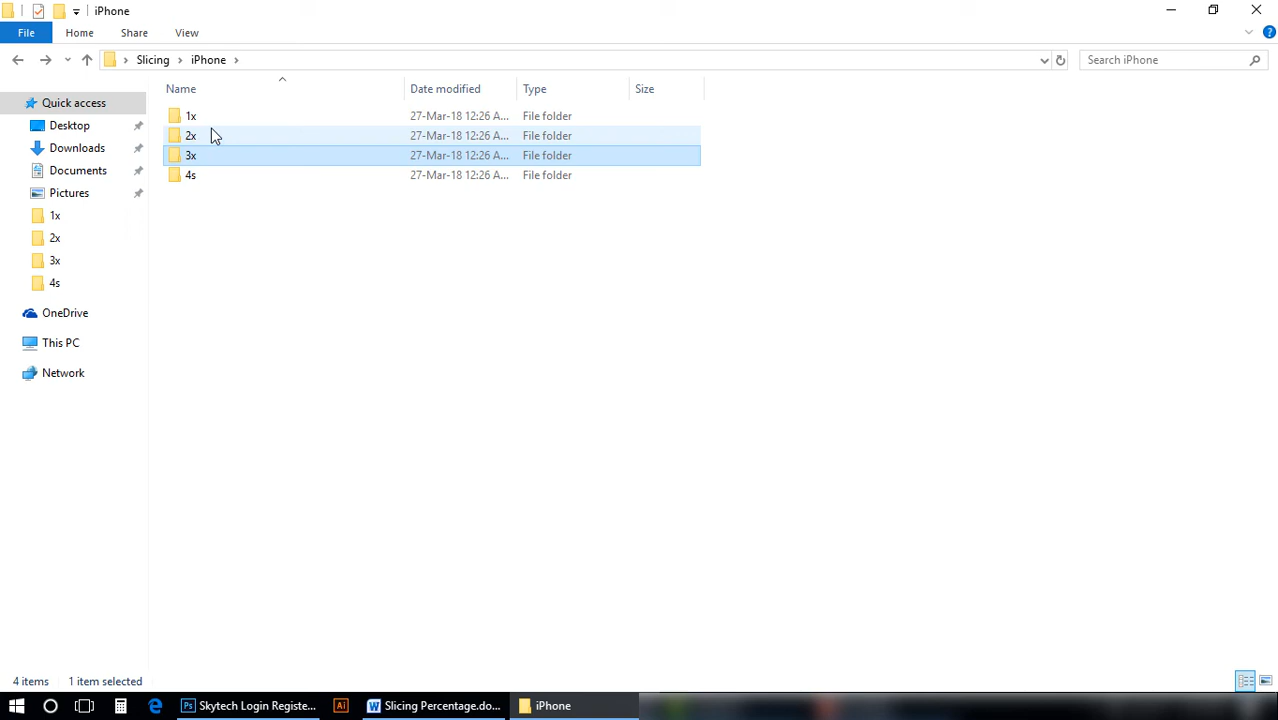 iPhone
File Home Share View
Slicing iPhone Search iPhone
Name Date modified Type Size
Quick access
Desktop
Downloads
Documents
Pictures
1x
2x
3x
4s
OneDrive
This PC
Network
1x 27-Mar-18 12:26 A... File folder
2x 27-Mar-18 12:26 A... File folder
3x 27-Mar-18 12:26 A... File folder
4s 27-Mar-18 12:26 A... File folder
4 items 1 item selected
Ps Skytech Login Registe... Ai Slicing Percentage.do... iPhone